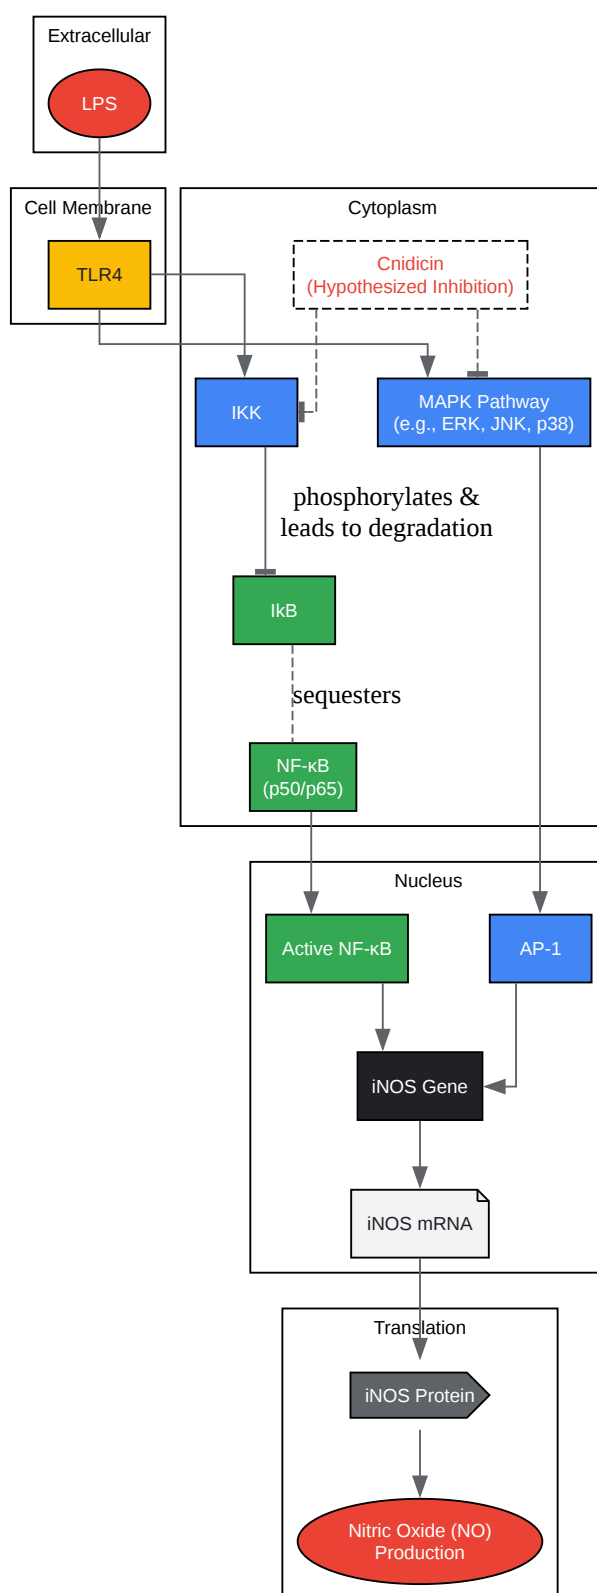 Extracellular
LPS
Cell Membrane
TLR4
Cytoplasm
Cnidicin
(Hypothesized Inhibition)
IKK
MAPK Pathway
(e.g., ERK, JNK, p38)
phosphorylates &
leads to degradation
IkB
sequesters
NF-κB
(p50/p65)
Nucleus
Active NF-κB
AP-1
iNOS Gene
iNOS mRNA
Translation
iNOS Protein
Nitric Oxide (NO)
Production